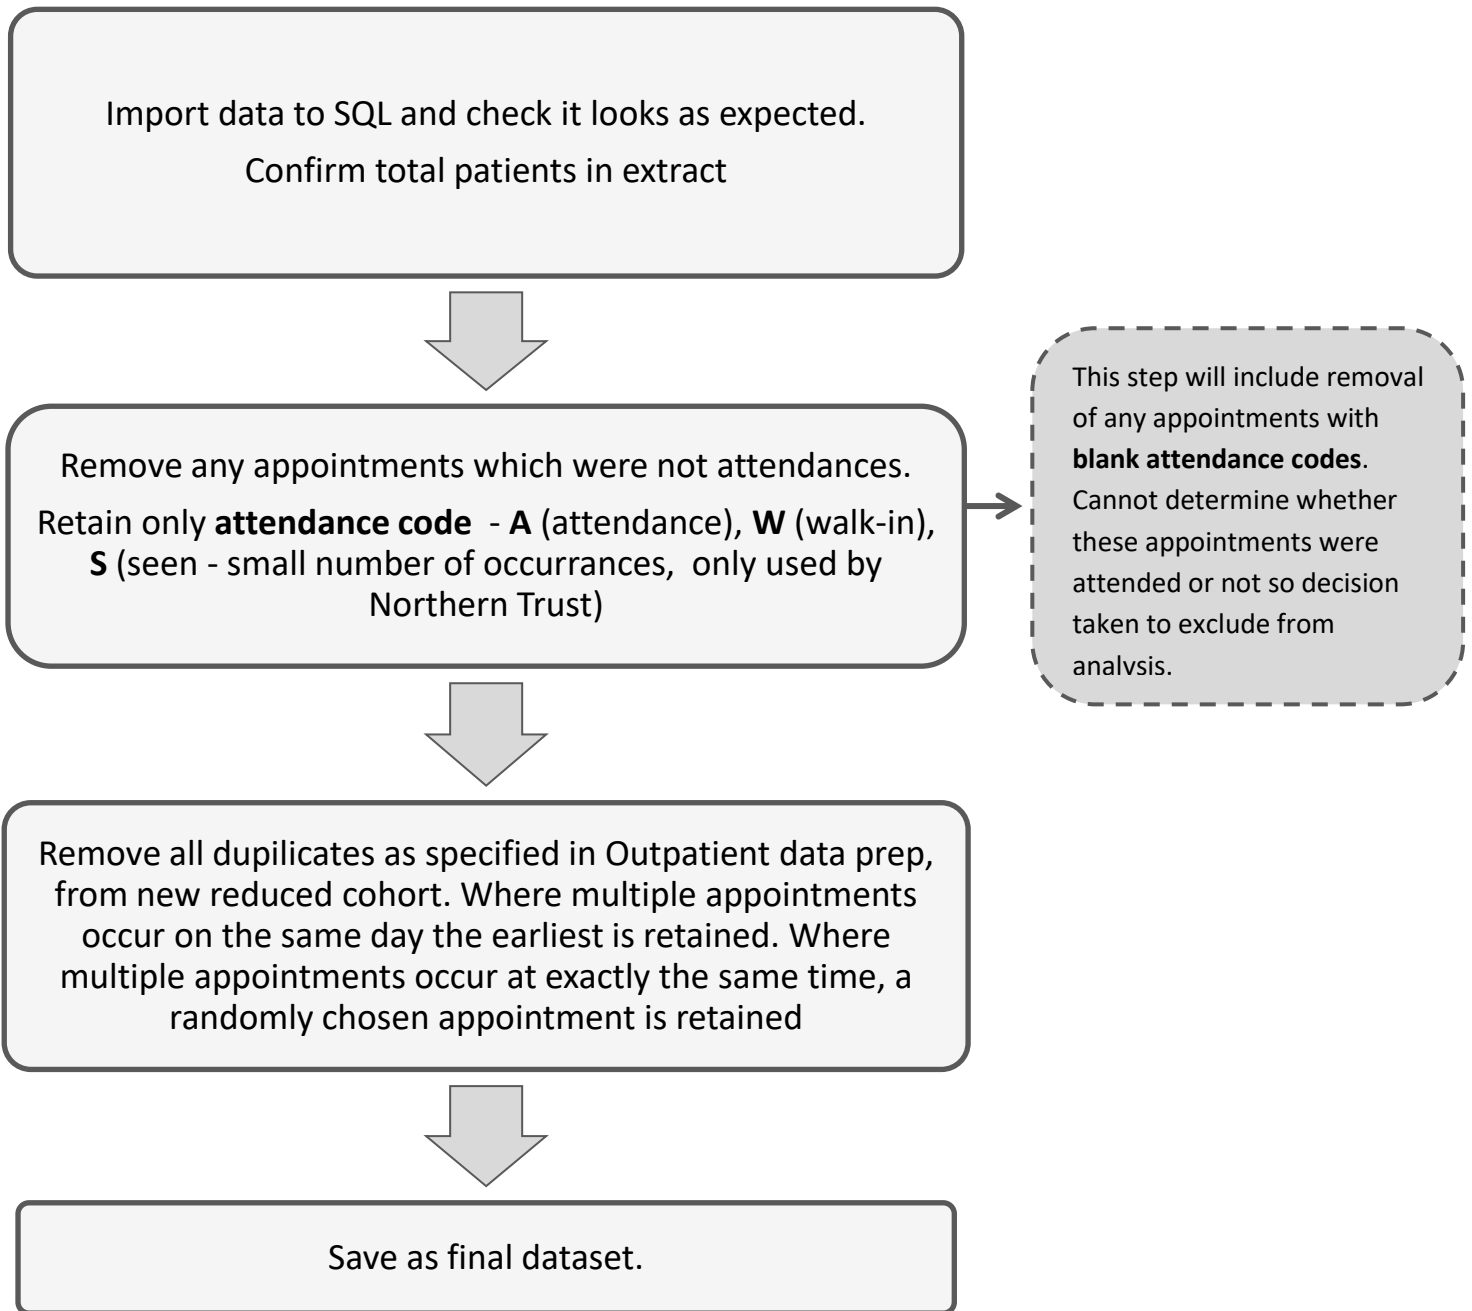 Import data to SQL and check it looks as expected.
Confirm total patients in extract
Remove any appointments which were not attendances.
Retain only attendance code  - A (attendance), W (walk-in),
S (seen - small number of occurrances,  only used by
Northern Trust)
This step will include removal
of any appointments with
blank attendance codes.
Cannot determine whether
these appointments were
attended or not so decision
taken to exclude from
analysis.
Remove all dupilicates as specified in Outpatient data prep,
from new reduced cohort. Where multiple appointments
occur on the same day the earliest is retained. Where
multiple appointments occur at exactly the same time, a
randomly chosen appointment is retained
Save as final dataset.